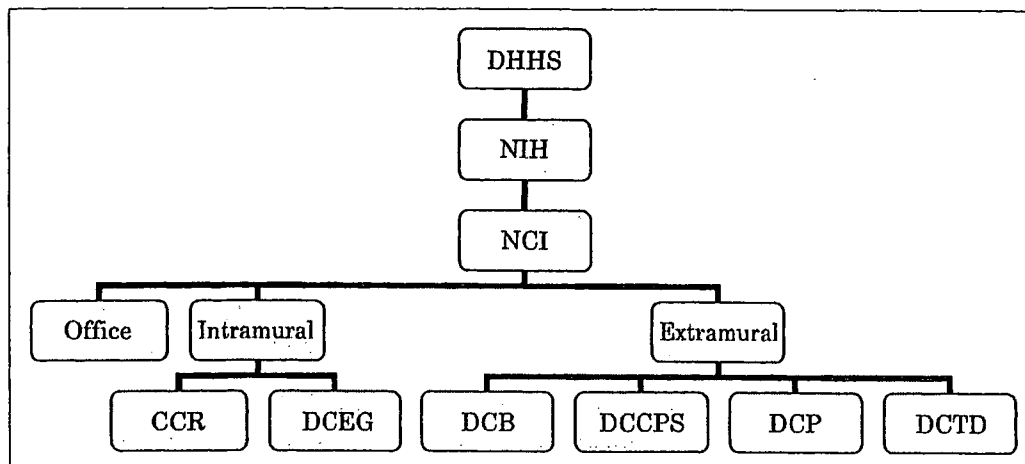 DHHS
NIH
NCI
Office Intramural Extramural
CCR DCEG DCB DCCPS DCP DCTD